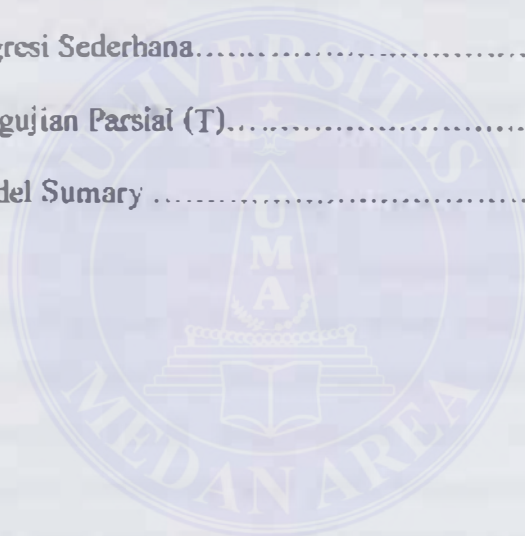 gresi Sederhana..............................
gujian Parsial (T)..............................
del Sumary ..............................
UNIVERSITAS
UMA
MEDAN AREA